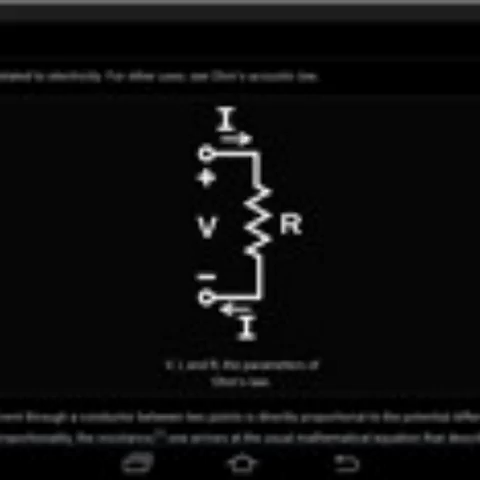 related to electricity. For other uses, see Ohm's acoustic law.
I
+
V
R
−
I
V, I, and R, the parameters of
Ohm's law.
through a conductor between two points is directly proportional to the potential
the resistance, one arrives at the usual mathematical equation that